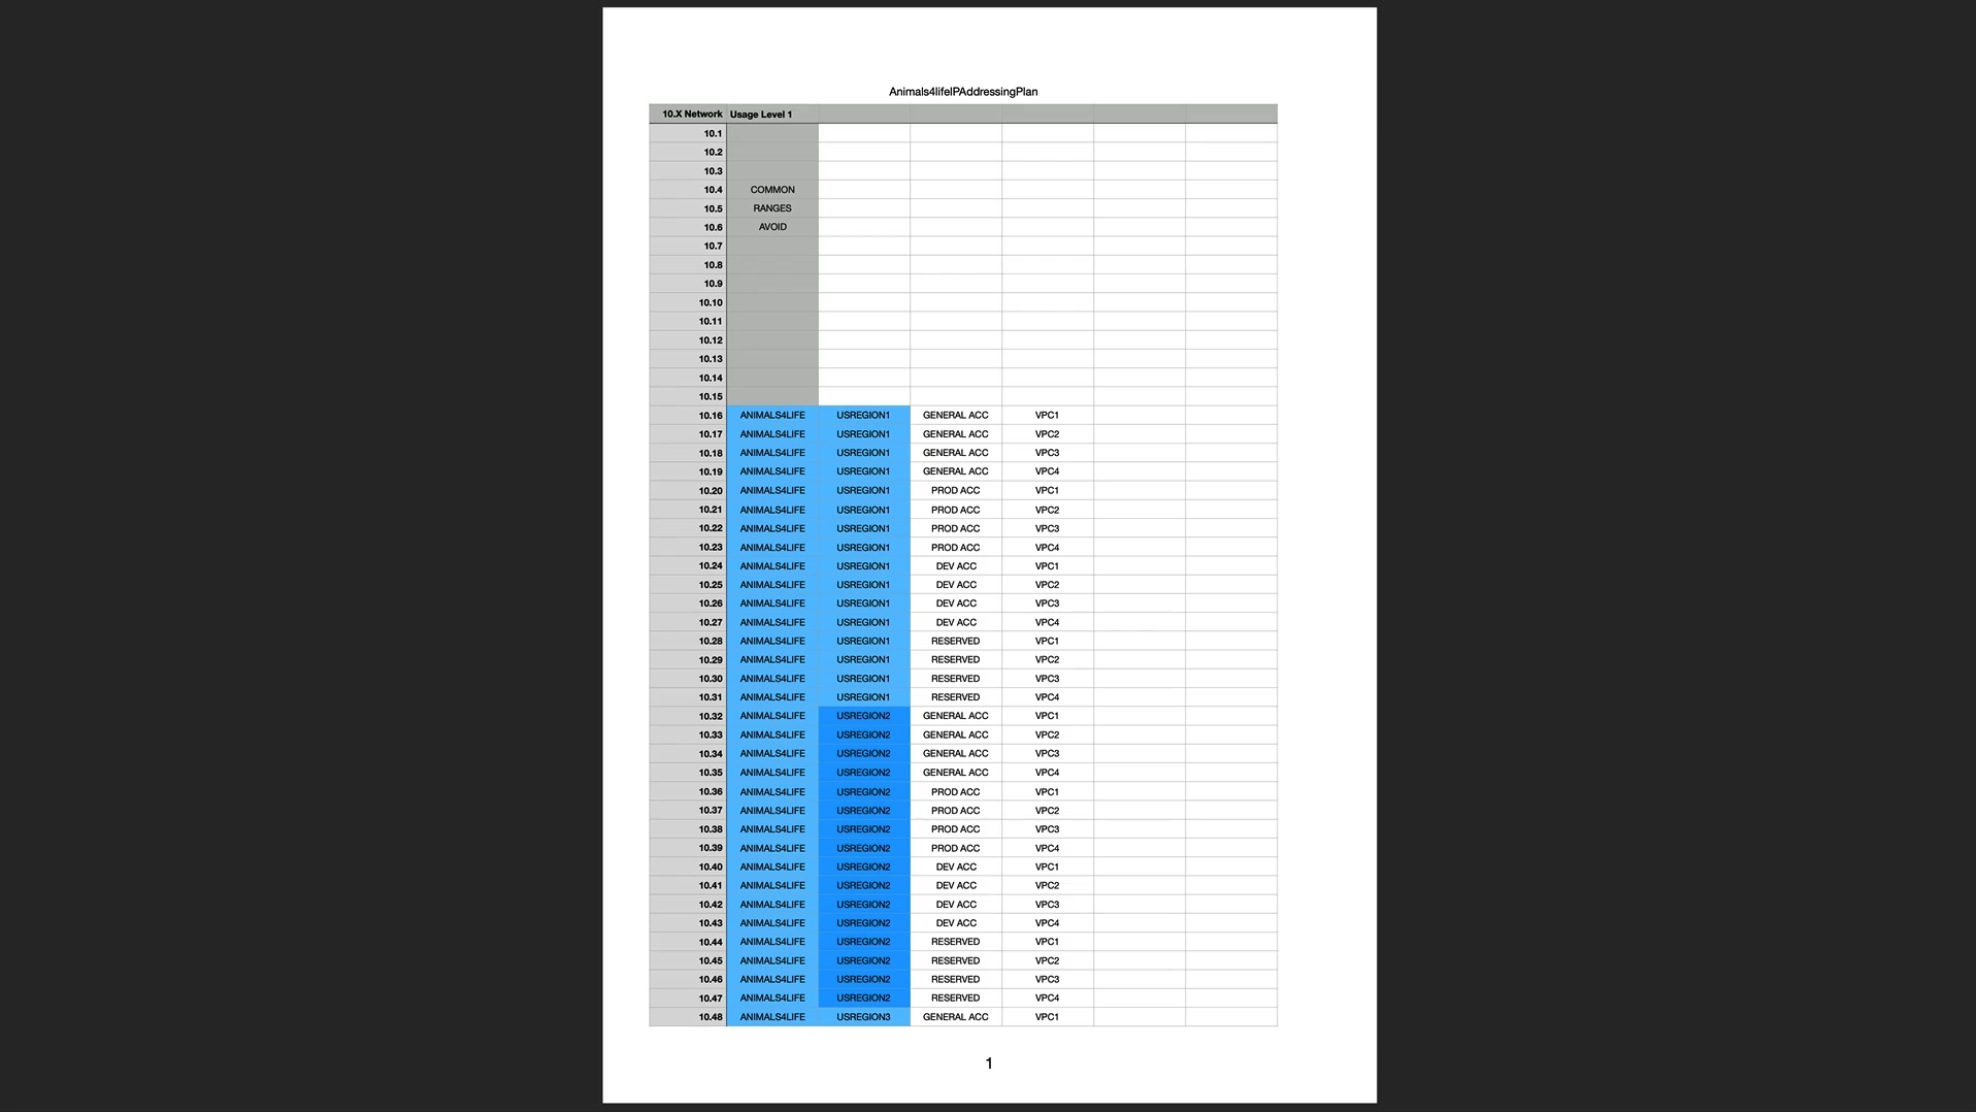 Animals4lifeIPAddressingPlan
10.X Network Usage Level 1
10.1
10.2
10.3
10.4 COMMON
10.5 RANGES
10.6 AVOID
10.7
10.8
10.9
10.10
10.11
10.12
10.13
10.14
10.15
10.16 ANIMALS4LIFE USREGION1 GENERAL ACC VPC1
10.17 ANIMALS4LIFE USREGION1 GENERAL ACC VPC2
10.18 ANIMALS4LIFE USREGION1 GENERAL ACC VPC3
10.19 ANIMALS4LIFE USREGION1 GENERAL ACC VPC4
10.20 ANIMALS4LIFE USREGION1 PROD ACC VPC1
10.21 ANIMALS4LIFE USREGION1 PROD ACC VPC2
10.22 ANIMALS4LIFE USREGION1 PROD ACC VPC3
10.23 ANIMALS4LIFE USREGION1 PROD ACC VPC4
10.24 ANIMALS4LIFE USREGION1 DEV ACC VPC1
10.25 ANIMALS4LIFE USREGION1 DEV ACC VPC2
10.26 ANIMALS4LIFE USREGION1 DEV ACC VPC3
10.27 ANIMALS4LIFE USREGION1 DEV ACC VPC4
10.28 ANIMALS4LIFE USREGION1 RESERVED VPC1
10.29 ANIMALS4LIFE USREGION1 RESERVED VPC2
10.30 ANIMALS4LIFE USREGION1 RESERVED VPC3
10.31 ANIMALS4LIFE USREGION1 RESERVED VPC4
10.32 ANIMALS4LIFE USREGION2 GENERAL ACC VPC1
10.33 ANIMALS4LIFE USREGION2 GENERAL ACC VPC2
10.34 ANIMALS4LIFE USREGION2 GENERAL ACC VPC3
10.35 ANIMALS4LIFE USREGION2 GENERAL ACC VPC4
10.36 ANIMALS4LIFE USREGION2 PROD ACC VPC1
10.37 ANIMALS4LIFE USREGION2 PROD ACC VPC2
10.38 ANIMALS4LIFE USREGION2 PROD ACC VPC3
10.39 ANIMALS4LIFE USREGION2 PROD ACC VPC4
10.40 ANIMALS4LIFE USREGION2 DEV ACC VPC1
10.41 ANIMALS4LIFE USREGION2 DEV ACC VPC2
10.42 ANIMALS4LIFE USREGION2 DEV ACC VPC3
10.43 ANIMALS4LIFE USREGION2 DEV ACC VPC4
10.44 ANIMALS4LIFE USREGION2 RESERVED VPC1
10.45 ANIMALS4LIFE USREGION2 RESERVED VPC2
10.46 ANIMALS4LIFE USREGION2 RESERVED VPC3
10.47 ANIMALS4LIFE USREGION2 RESERVED VPC4
10.48 ANIMALS4LIFE USREGION3 GENERAL ACC VPC1
1